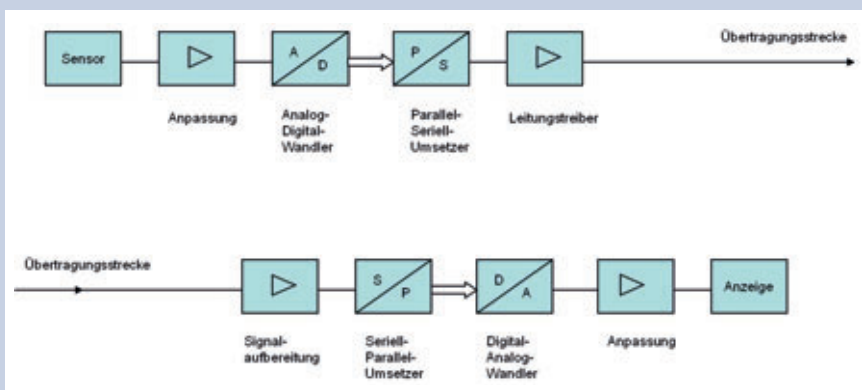 Übertragungsstrecke
Sensor
A
D
P
S
Anpassung
Analog-
Digital-
Wandler
Parallel-
Seriell-
Umsetzer
Leitungstreiber
Übertragungsstrecke
S
P
D
A
Anzeige
Signal-
aufbereitung
Seriell-
Parallel-
Umsetzer
Digital-
Analog-
Wandler
Anpassung